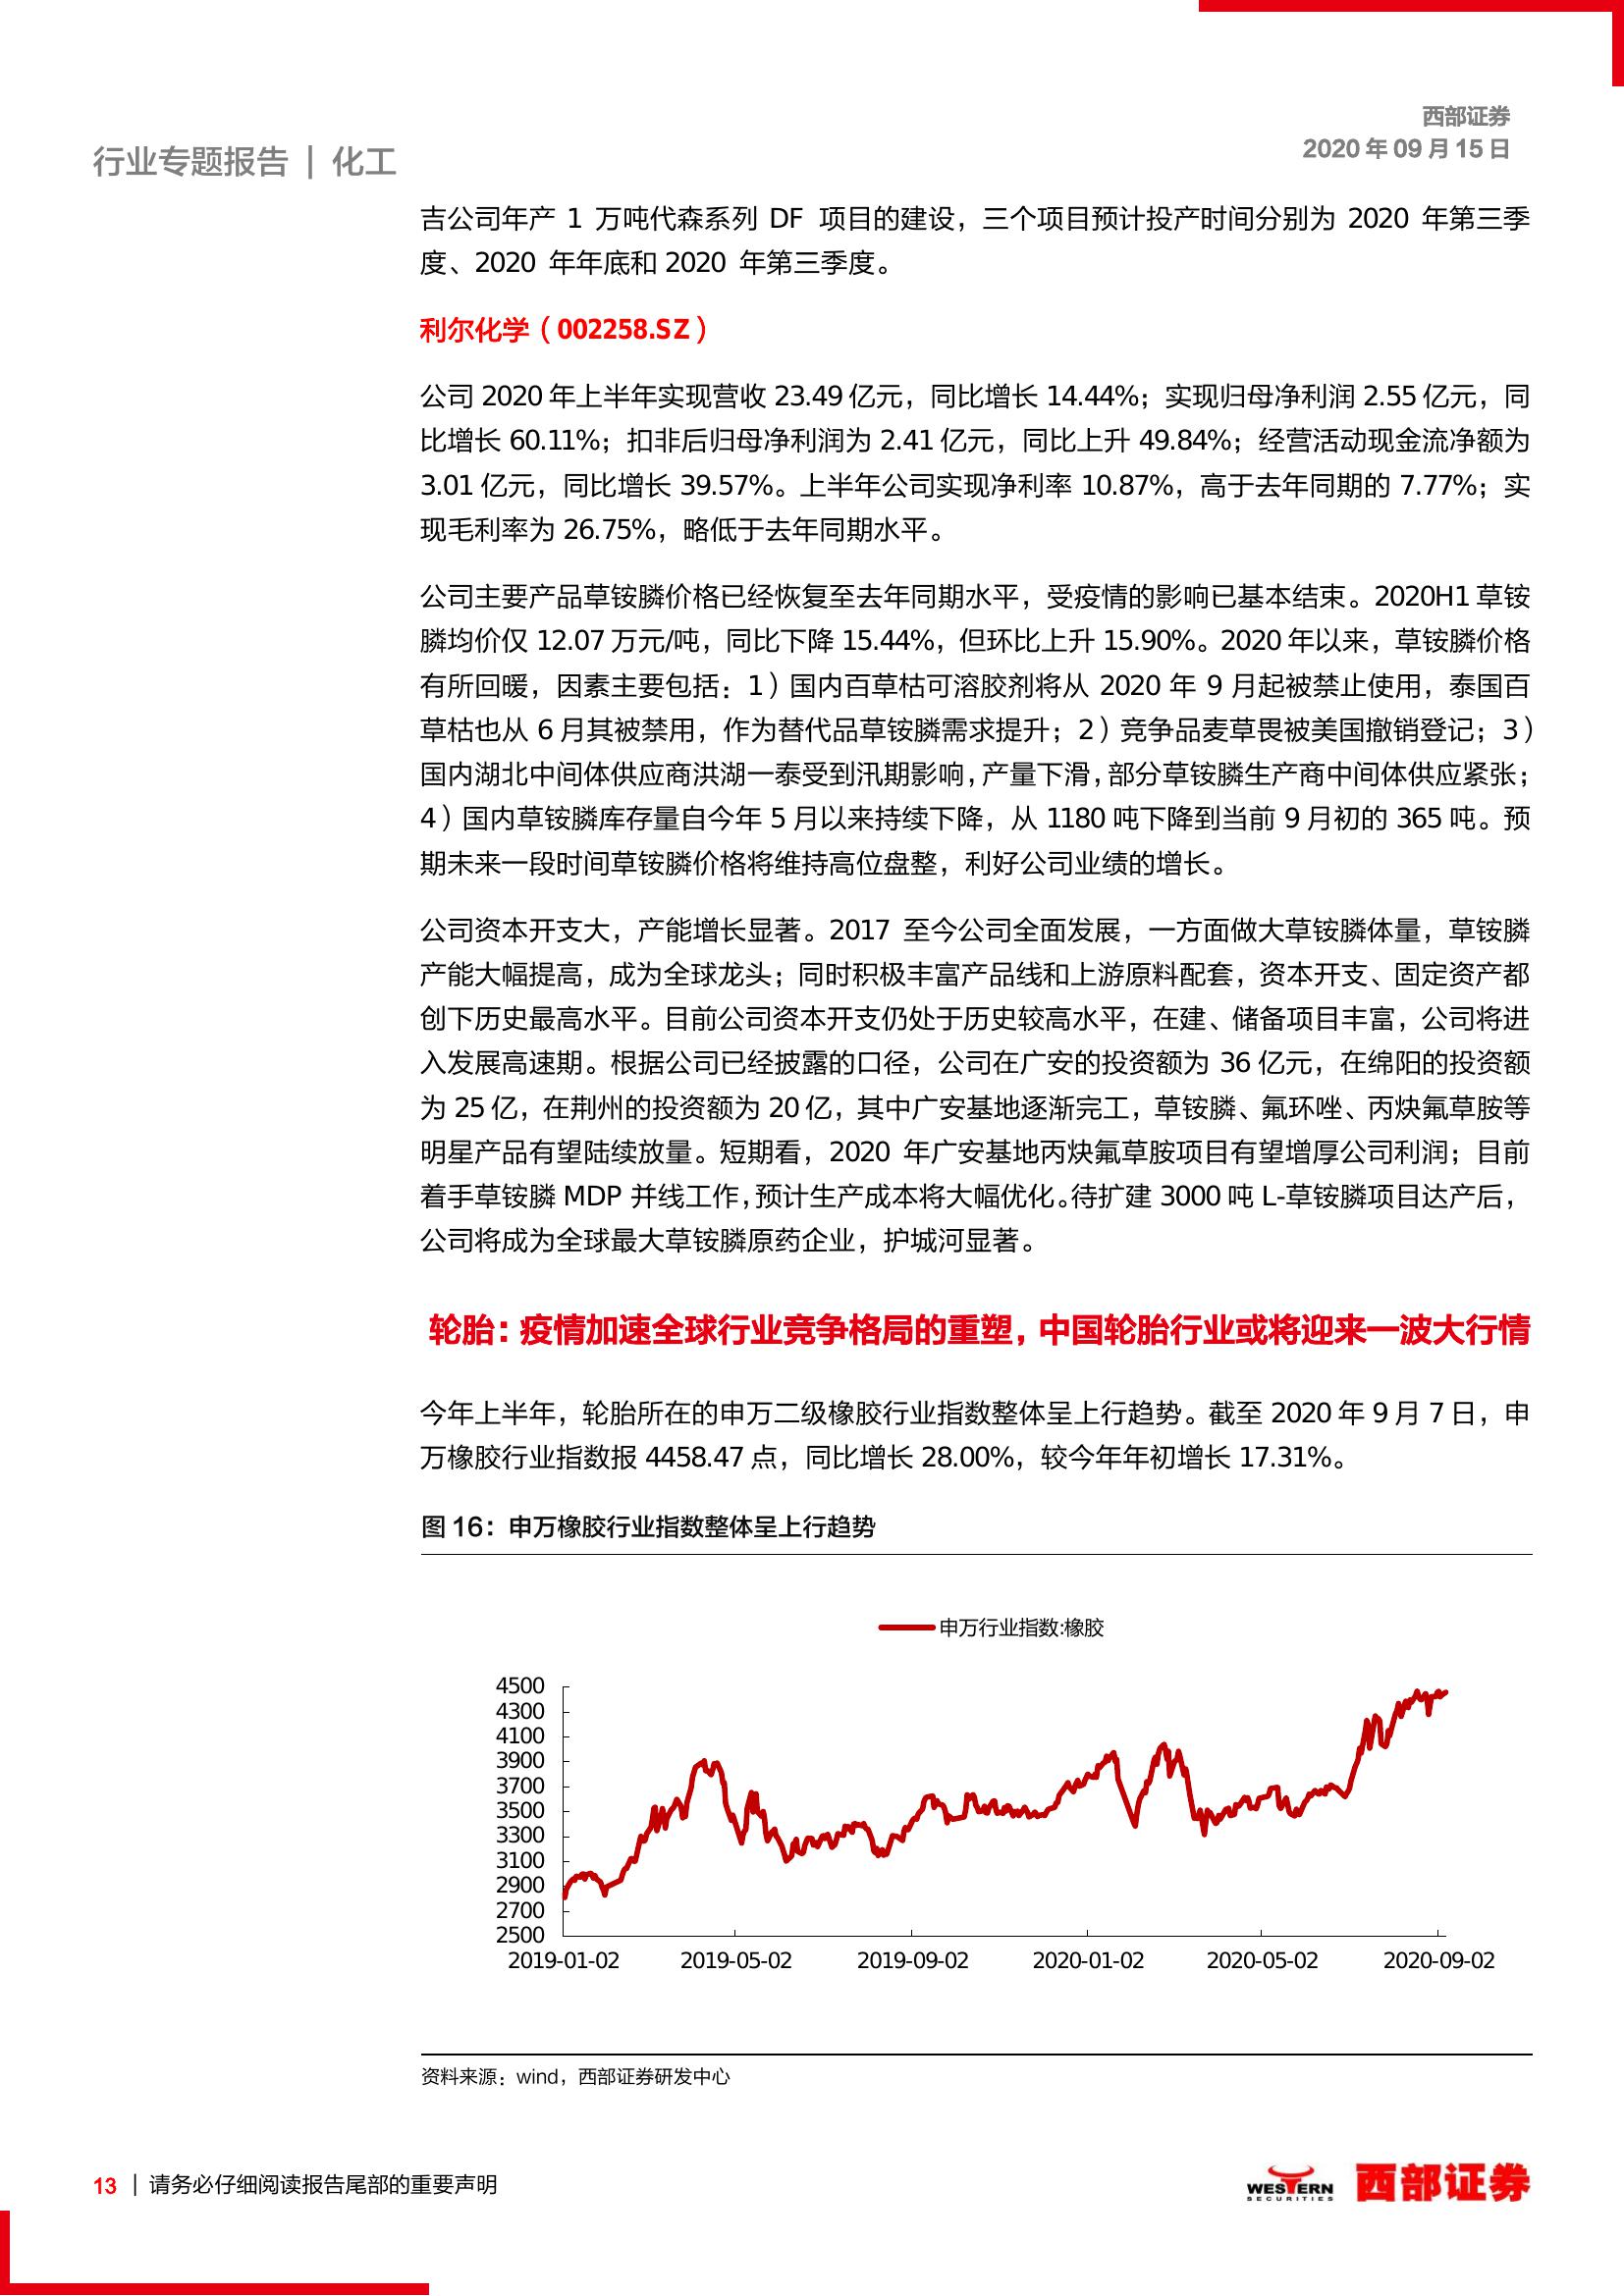 西部证券
2020 年 09 月 15 日
行业专题报告 | 化工
吉公司年产 1 万吨代森系列 DF 项目的建设，三个项目预计投产时间分别为 2020 年第三季
度、2020 年年底和 2020 年第三季度。
利尔化学（002258.SZ）
公司 2020 年上半年实现营收 23.49 亿元，同比增长 14.44%；实现归母净利润 2.55 亿元，同
比增长 60.11%；扣非后归母净利润为 2.41 亿元，同比上升 49.84%；经营活动现金流净额为
3.01 亿元，同比增长 39.57%。上半年公司实现净利率 10.87%，高于去年同期的 7.77%；实
现毛利率为 26.75%，略低于去年同期水平。
公司主要产品草铵膦价格已经恢复至去年同期水平，受疫情的影响已基本结束。2020H1 草铵
膦均价仅 12.07 万元/吨，同比下降 15.44%，但环比上升 15.90%。2020 年以来，草铵膦价格
有所回暖，因素主要包括：1）国内百草枯可溶胶剂将从 2020 年 9 月起被禁止使用，泰国百
草枯也从 6 月其被禁用，作为替代品草铵膦需求提升；2）竞争品麦草畏被美国撤销登记；3）
国内湖北中间体供应商洪湖一泰受到汛期影响，产量下滑，部分草铵膦生产商中间体供应紧张；
4）国内草铵膦库存量自今年 5 月以来持续下降，从 1180 吨下降到当前 9 月初的 365 吨。预
期未来一段时间草铵膦价格将维持高位盘整，利好公司业绩的增长。
公司资本开支大，产能增长显著。2017 至今公司全面发展，一方面做大草铵膦体量，草铵膦
产能大幅提高，成为全球龙头；同时积极丰富产品线和上游原料配套，资本开支、固定资产都
创下历史最高水平。目前公司资本开支仍处于历史较高水平，在建、储备项目丰富，公司将进
入发展高速期。根据公司已经披露的口径，公司在广安的投资额为 36 亿元，在绵阳的投资额
为 25 亿，在荆州的投资额为 20 亿，其中广安基地逐渐完工，草铵膦、氟环唑、丙炔氟草胺等
明星产品有望陆续放量。短期看，2020 年广安基地丙炔氟草胺项目有望增厚公司利润；目前
着手草铵膦 MDP 并线工作，预计生产成本将大幅优化。待扩建 3000 吨 L-草铵膦项目达产后，
公司将成为全球最大草铵膦原药企业，护城河显著。
轮胎：疫情加速全球行业竞争格局的重塑，中国轮胎行业或将迎来一波大行情
今年上半年，轮胎所在的申万二级橡胶行业指数整体呈上行趋势。截至 2020 年 9 月 7 日，申
万橡胶行业指数报 4458.47 点，同比增长 28.00%，较今年年初增长 17.31%。
图 16：申万橡胶行业指数整体呈上行趋势
申万行业指数:橡胶
4500
4300
4100
3900
3700
3500
3300
3100
2900
2700
2500
2019-01-02 2019-05-02 2019-09-02 2020-01-02 2020-05-02 2020-09-02
资料来源：wind，西部证券研发中心
13 | 请务必仔细阅读报告尾部的重要声明
WESTERN
SECURITIES
西部证券